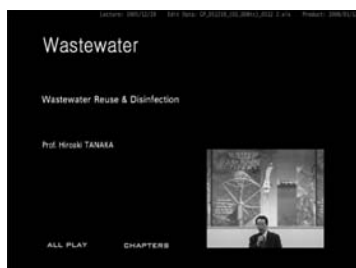 Wastewater
Wastewater Reuse & Disinfection
Prof. Hiroaki TANAKA
ALL PLAY CHAPTERS